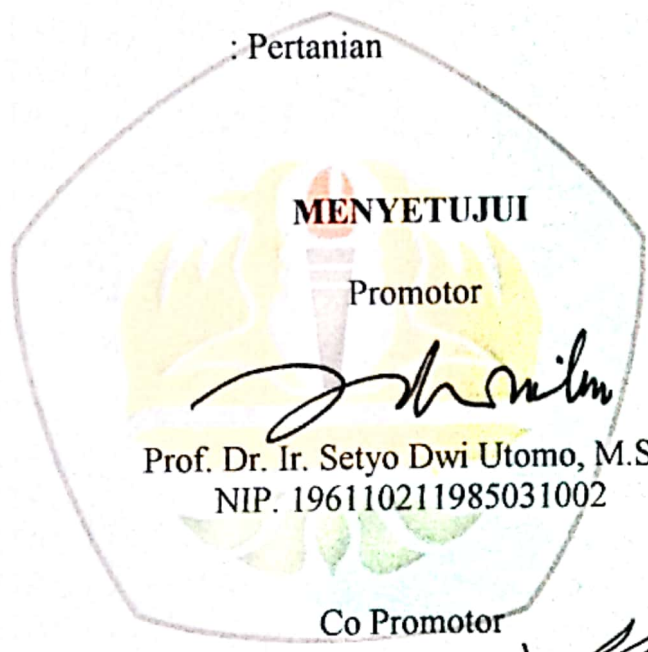 : Pertanian
MENYETUJUI
Promotor
Prof. Dr. Ir. Setyo Dwi Utomo, M.S
NIP. 196110211985031002
Co Promotor